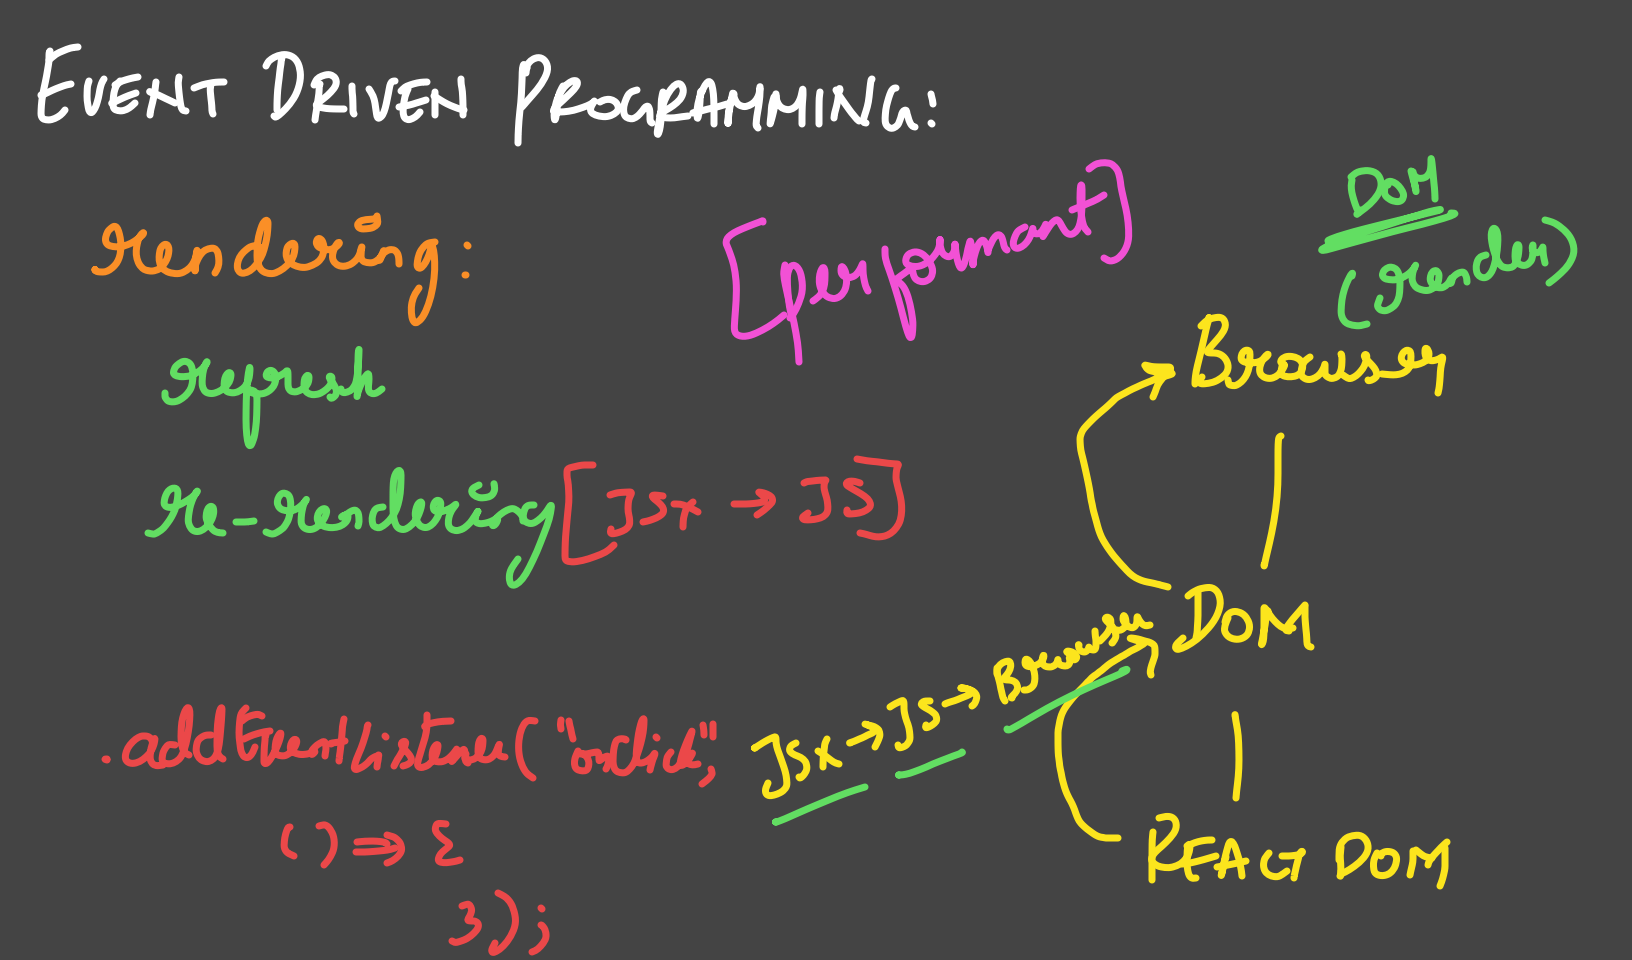 EVENT DRIVEN PROGRAMMING:
rendering:
[performant]
DOM
(render)
Browser
refresh
re-rendering [JSX → JS]
DOM
.addEventListener("onclick",
JSX → JS → Browser
() => {
REACT DOM
});